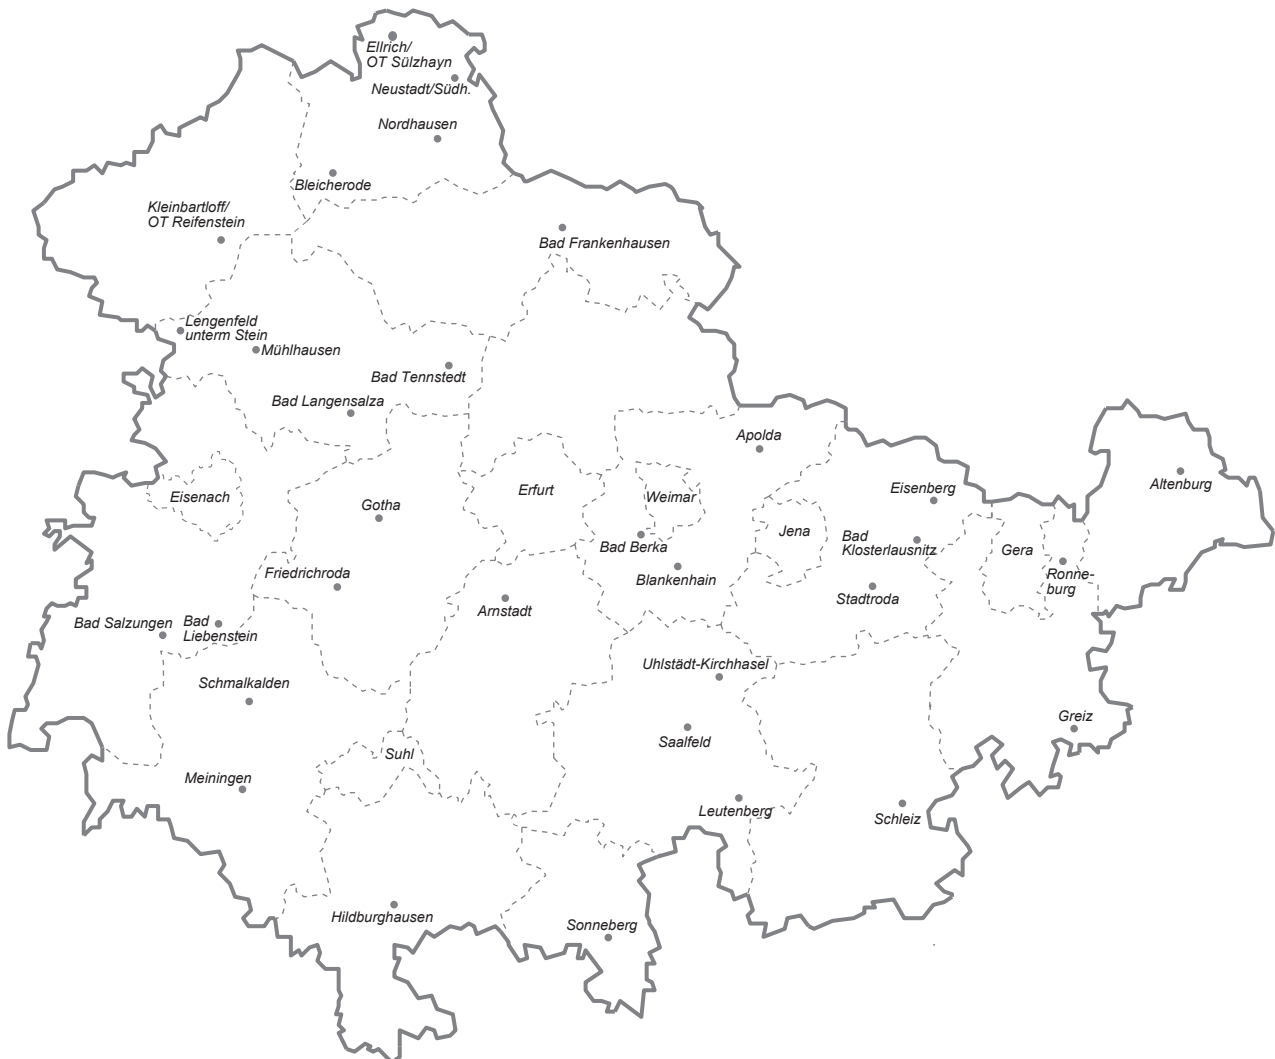 Ellrich/
OT Sülzhayn
Neustadt/Südh.
Nordhausen
Bleicherode
Kleinbartloff/
OT Reifenstein
Bad Frankenhausen
Lengenfeld
unterm Stein
Mühlhausen
Bad Tennstedt
Bad Langensalza
Apolda
Altenburg
Eisenach
Gotha
Erfurt
Weimar
Eisenberg
Jena
Bad
Klosterlausnitz
Gera
Bad Berka
Friedrichroda
Blankenhain
Ronne-
burg
Stadtroda
Arnstadt
Bad Salzungen
Bad
Liebenstein
Uhlstädt-Kirchhasel
Schmalkalden
Greiz
Saalfeld
Suhl
Meiningen
Leutenberg
Schleiz
Hildburghausen
Sonneberg